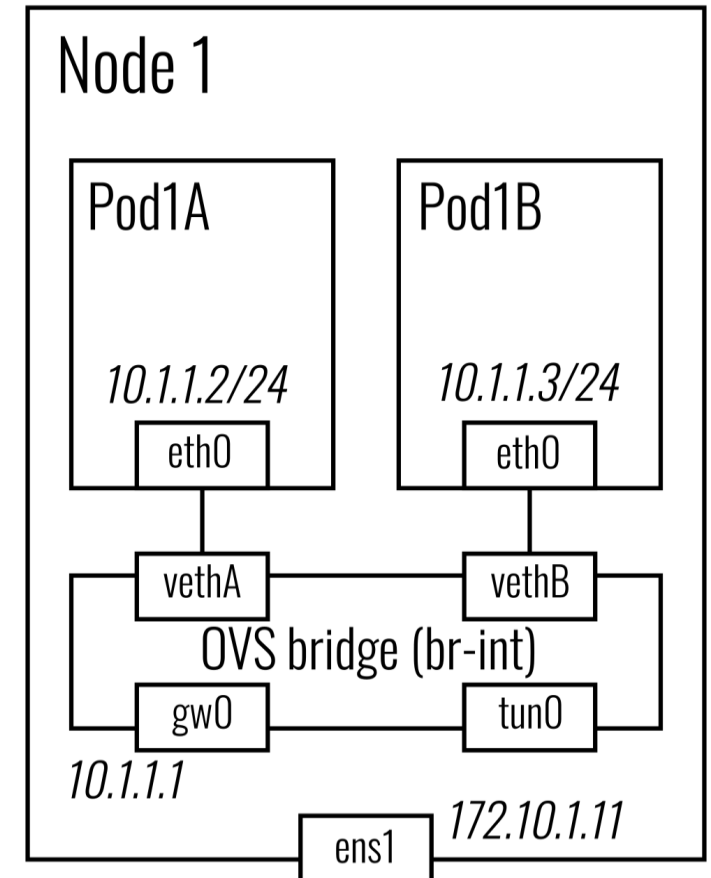 Node 1
Pod1A
Pod1B
10.1.1.2/24
10.1.1.3/24
eth0
eth0
vethA
vethB
OVS bridge (br-int)
gw0
tun0
10.1.1.1
172.10.1.11
ens1